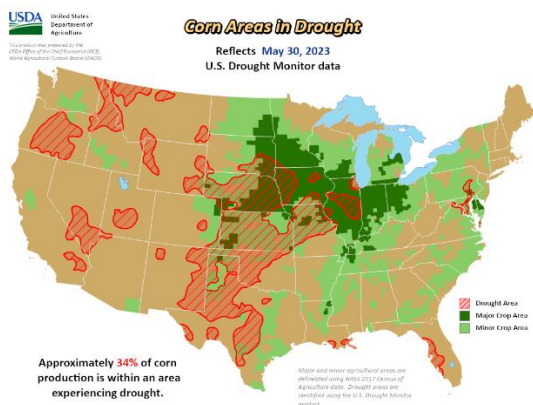 USDA
United States
Department of
Agriculture
This product was prepared by the
USDA Office of the Chief Economist (OCE)
World Agricultural Outlook Board (WAOB)
Corn Areas in Drought
Reflects May 30, 2023
U.S. Drought Monitor data
Drought Area
Major Crop Area
Minor Crop Area
Approximately 34% of corn
production is within an area
experiencing drought.
Major and minor agricultural areas are
delineated using NASS 2017 Census of
Agriculture data. Drought areas are
identified using the U.S. Drought Monitor
product.